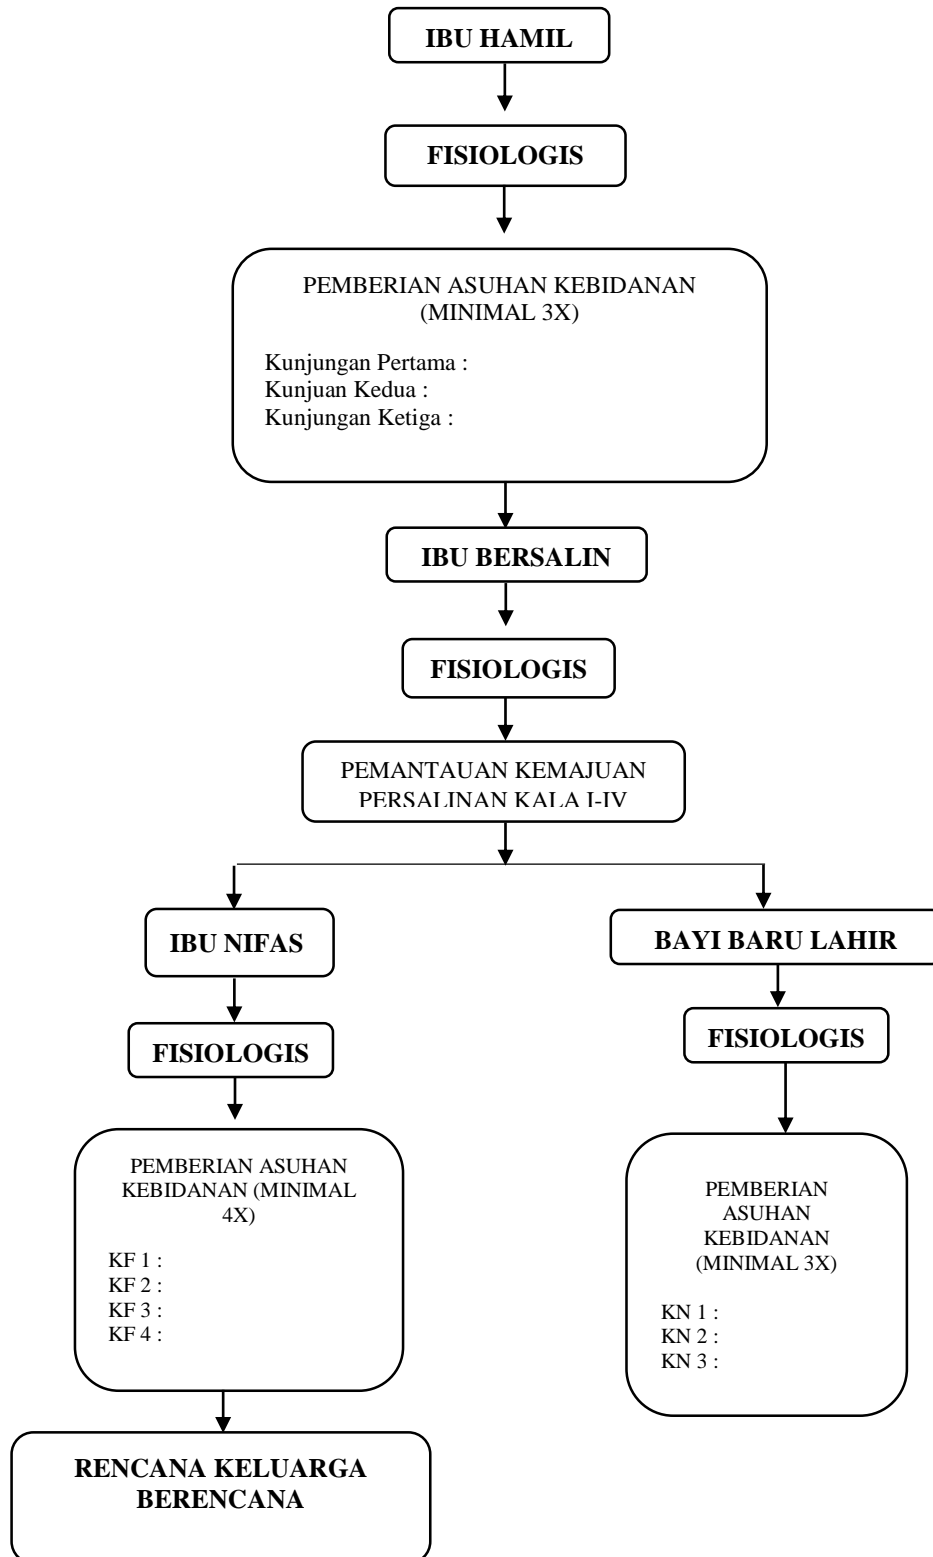 IBU HAMIL
FISIOLOGIS
PEMBERIAN ASUHAN KEBIDANAN
(MINIMAL 3X)
Kunjungan Pertama :
Kunjuan Kedua :
Kunjungan Ketiga :
IBU BERSALIN
FISIOLOGIS
PEMANTAUAN KEMAJUAN
PERSALINAN KALA I-IV
IBU NIFAS
FISIOLOGIS
PEMBERIAN ASUHAN
KEBIDANAN (MINIMAL
4X)
KF 1 :
KF 2 :
KF 3 :
KF 4 :
RENCANA KELUARGA
BERENCANA
BAYI BARU LAHIR
FISIOLOGIS
PEMBERIAN
ASUHAN
KEBIDANAN
(MINIMAL 3X)
KN 1 :
KN 2 :
KN 3 :